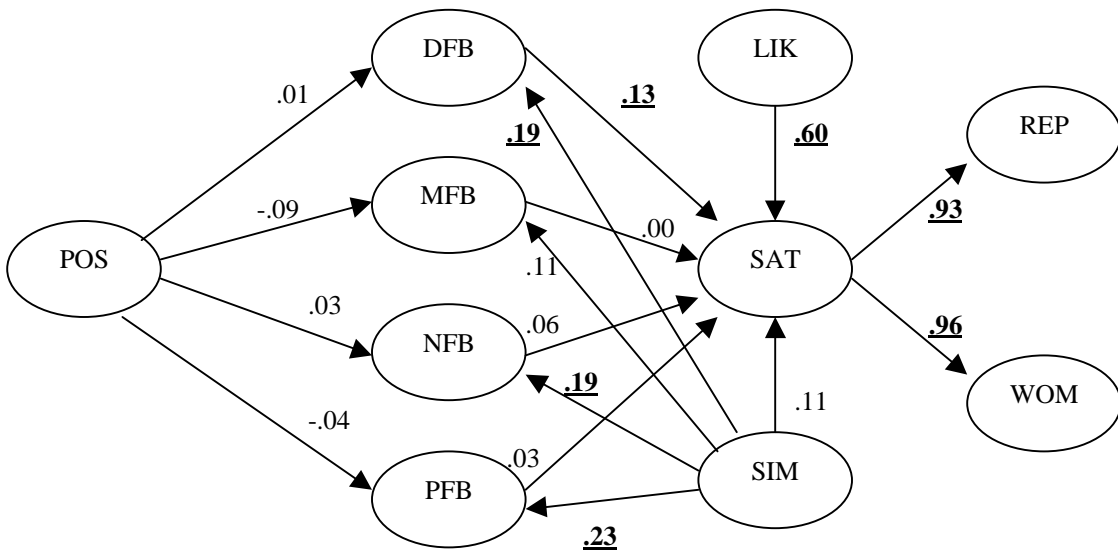 DFB
LIK
.01
.13
.19
.60
REP
MFB
-.09
.00
.93
POS
SAT
.11
.03
.06
NFB
.96
.19
WOM
-.04
.11
.03
PFB
SIM
.23